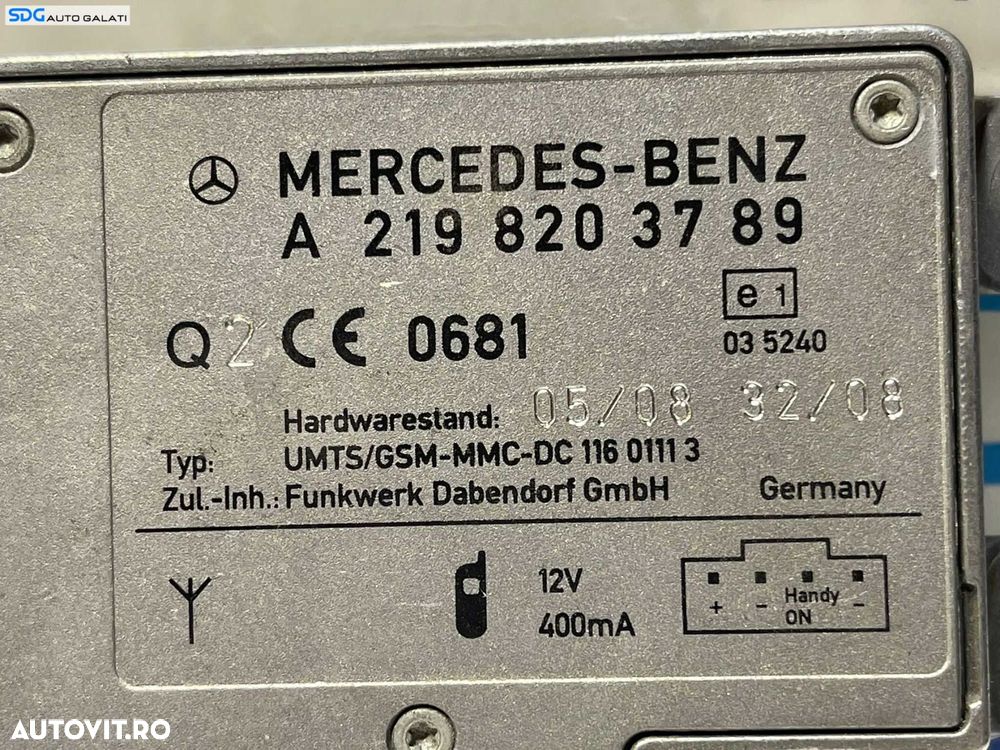 SDG AUTO GALATI
MERCEDES-BENZ
A 219 820 37 89
e 1
Q2 CE 0681
03 5240
Hardwarestand: 05/08 32/08
Typ: UMTS/GSM-MMC-DC 116 0111 3
Zul.-Inh.: Funkwerk Dabendorf GmbH Germany
12V
400mA
+ - Handy -
ON
AUTOVIT.RO